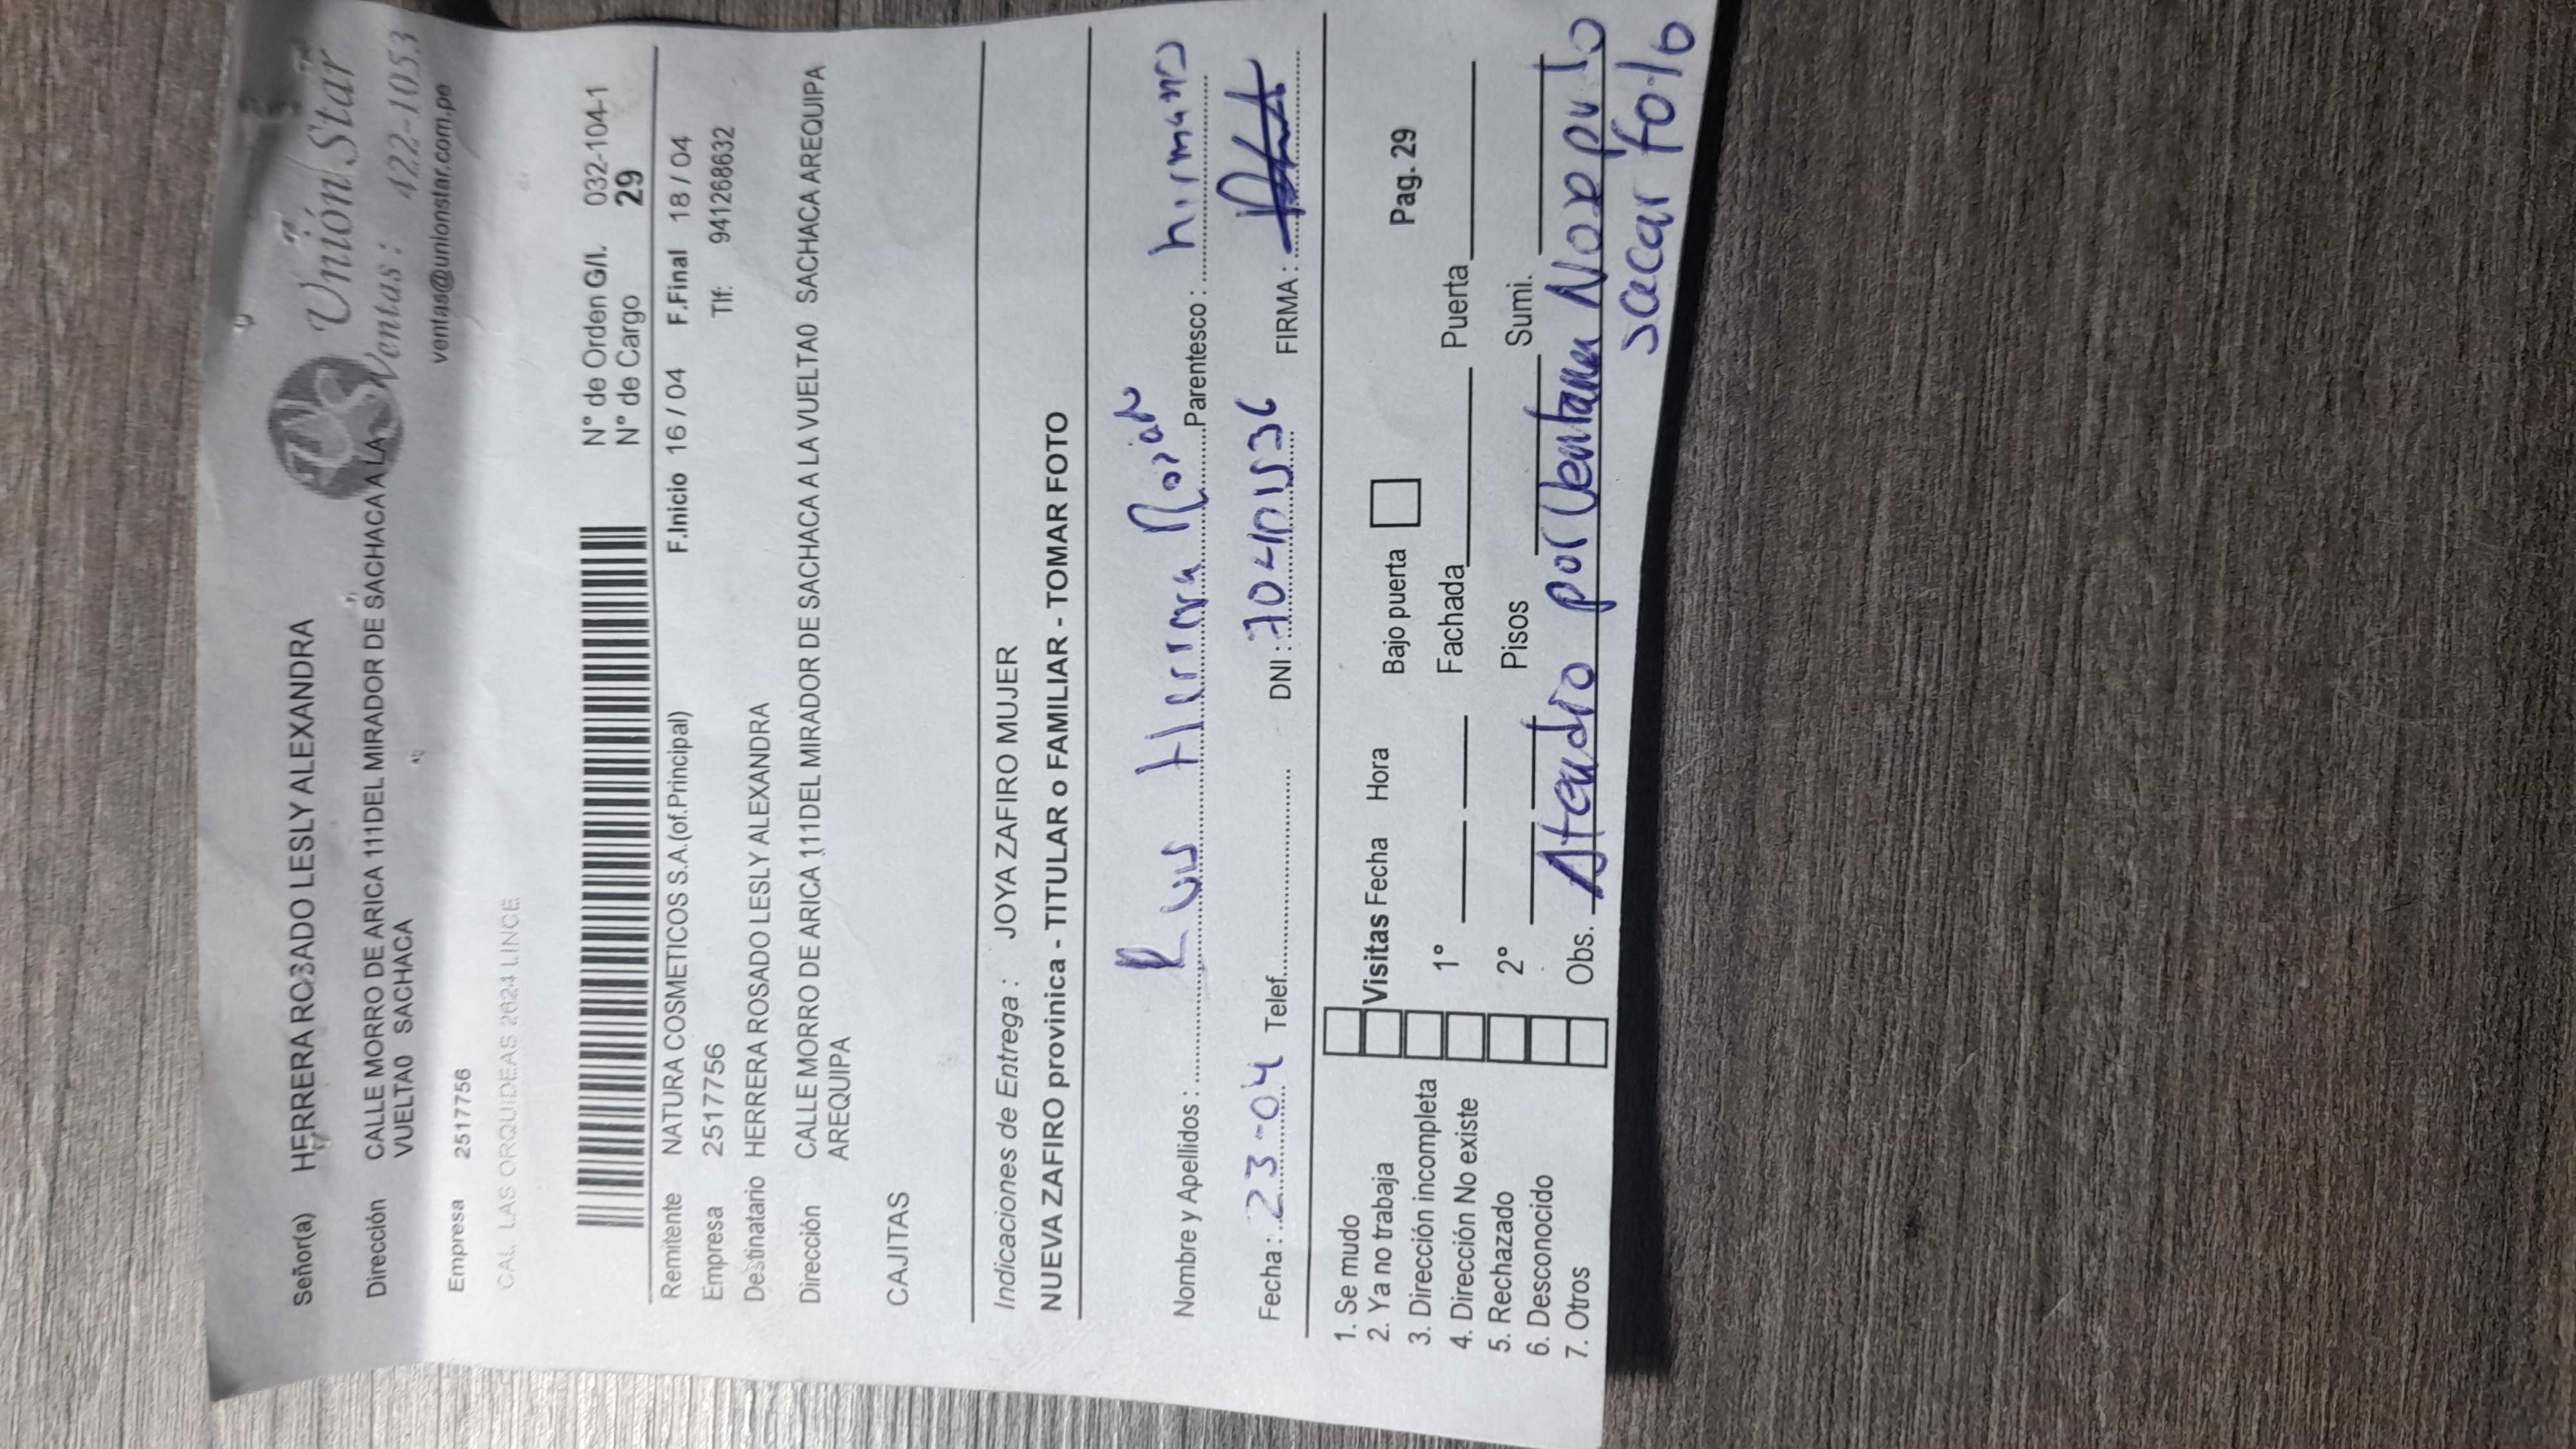 Señor(a) HERRERA ROSADO LESLY ALEXANDRA
Unión Star
Ventas : 422-1053
ventas@unionstar.com.pe
Dirección CALLE MORRO DE ARICA 111DEL MIRADOR DE SACHACA A LA
VUELTA0 SACHACA
Empresa 2517756
CAL. LAS ORQUIDEAS 2624 LINCE
N° de Orden G/I. 032-104-1
N° de Cargo 29
Remitente NATURA COSMETICOS S.A.(of.Principal) F.Inicio 16 / 04 F.Final 18 / 04
Empresa 2517756 Tlf: 941268632
Destinatario HERRERA ROSADO LESLY ALEXANDRA
Dirección CALLE MORRO DE ARICA 111DEL MIRADOR DE SACHACA A LA VUELTA0 SACHACA AREQUIPA
AREQUIPA
CAJITAS
Indicaciones de Entrega : JOYA ZAFIRO MUJER
NUEVA ZAFIRO provinica - TITULAR o FAMILIAR - TOMAR FOTO
Nombre y Apellidos : Parentesco : hermano
Fecha : 23-04 Telef. DNI : FIRMA :
1. Se mudo
2. Ya no trabaja
3. Dirección incompleta
4. Dirección No existe
5. Rechazado
6. Desconocido
7. Otros
Visitas Fecha Hora Bajo puerta Pag. 29
1° Fachada Puerta
2° Pisos Sumi.
Obs. Atendio por Ventana No se pudo
sacar foto